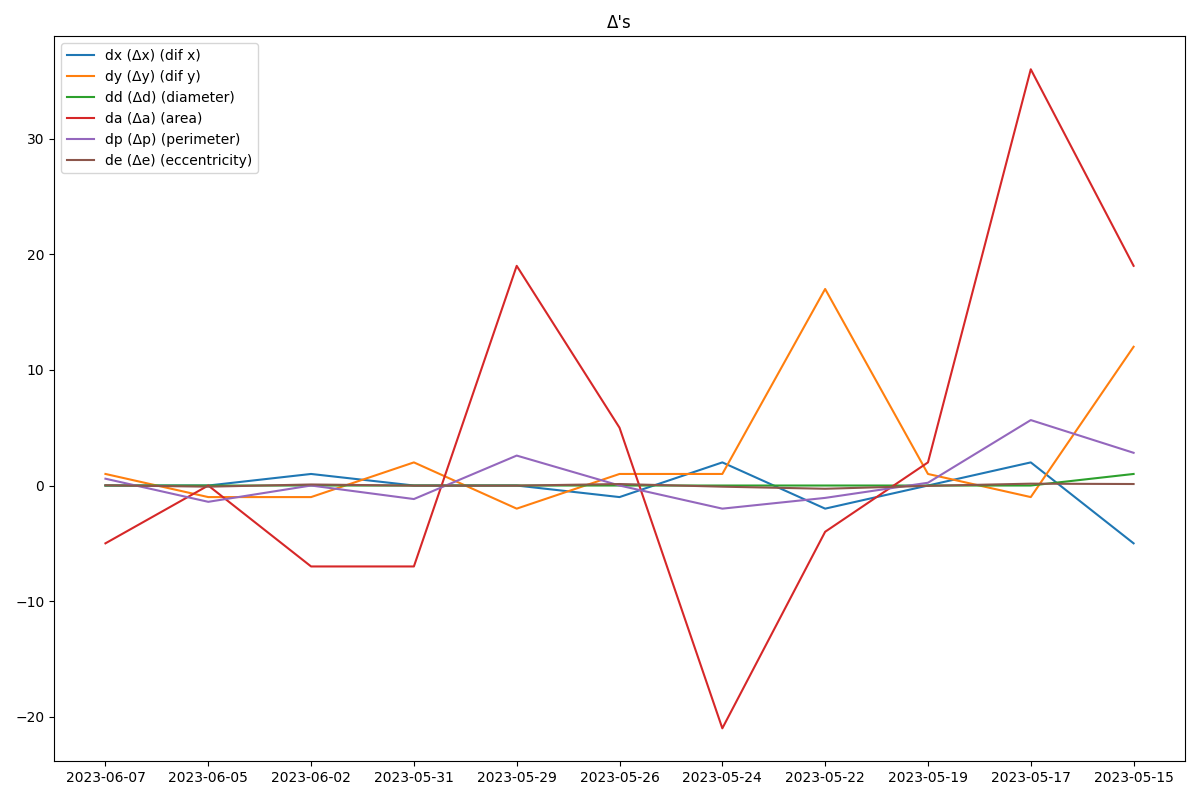 Δ's
dx (Δx) (dif x)
dy (Δy) (dif y)
dd (Δd) (diameter)
da (Δa) (area)
dp (Δp) (perimeter)
de (Δe) (eccentricity)
30
20
10
0
−10
−20
2023-06-07 2023-06-05 2023-06-02 2023-05-31 2023-05-29 2023-05-26 2023-05-24 2023-05-22 2023-05-19 2023-05-17 2023-05-15